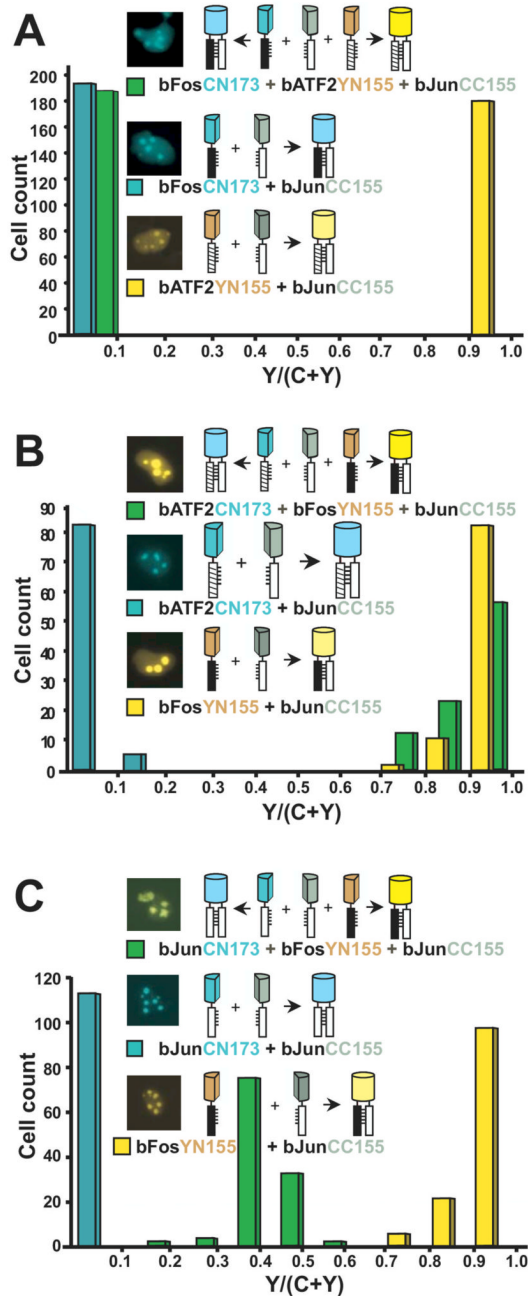 A
+ + +
bFosCN173 + bATF2YN155 + bJunCC155
+
bFosCN173 + bJunCC155
+
bATF2YN155 + bJunCC155
Cell count
200
180
160
140
120
100
80
60
40
20
0
0.1 0.2 0.3 0.4 0.5 0.6 0.7 0.8 0.9 1.0
Y/(C+Y)
B
+ + +
bATF2CN173 + bFosYN155 + bJunCC155
+
bATF2CN173 + bJunCC155
+
bFosYN155 + bJunCC155
Cell count
90
80
70
60
50
40
30
20
10
0
0.1 0.2 0.3 0.4 0.5 0.6 0.7 0.8 0.9 1.0
Y/(C+Y)
C
+ + +
bJunCN173 + bFosYN155 + bJunCC155
+
bJunCN173 + bJunCC155
+
bFosYN155 + bJunCC155
Cell count
120
100
80
60
40
20
0
0.1 0.2 0.3 0.4 0.5 0.6 0.7 0.8 0.9 1.0
Y/(C+Y)